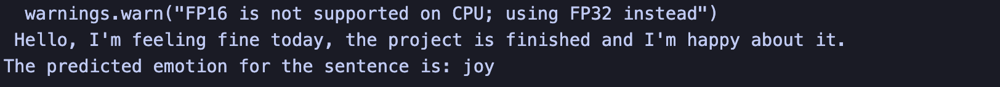 warnings.warn("FP16 is not supported on CPU; using FP32 instead")
Hello, I'm feeling fine today, the project is finished and I'm happy about it.
The predicted emotion for the sentence is: joy